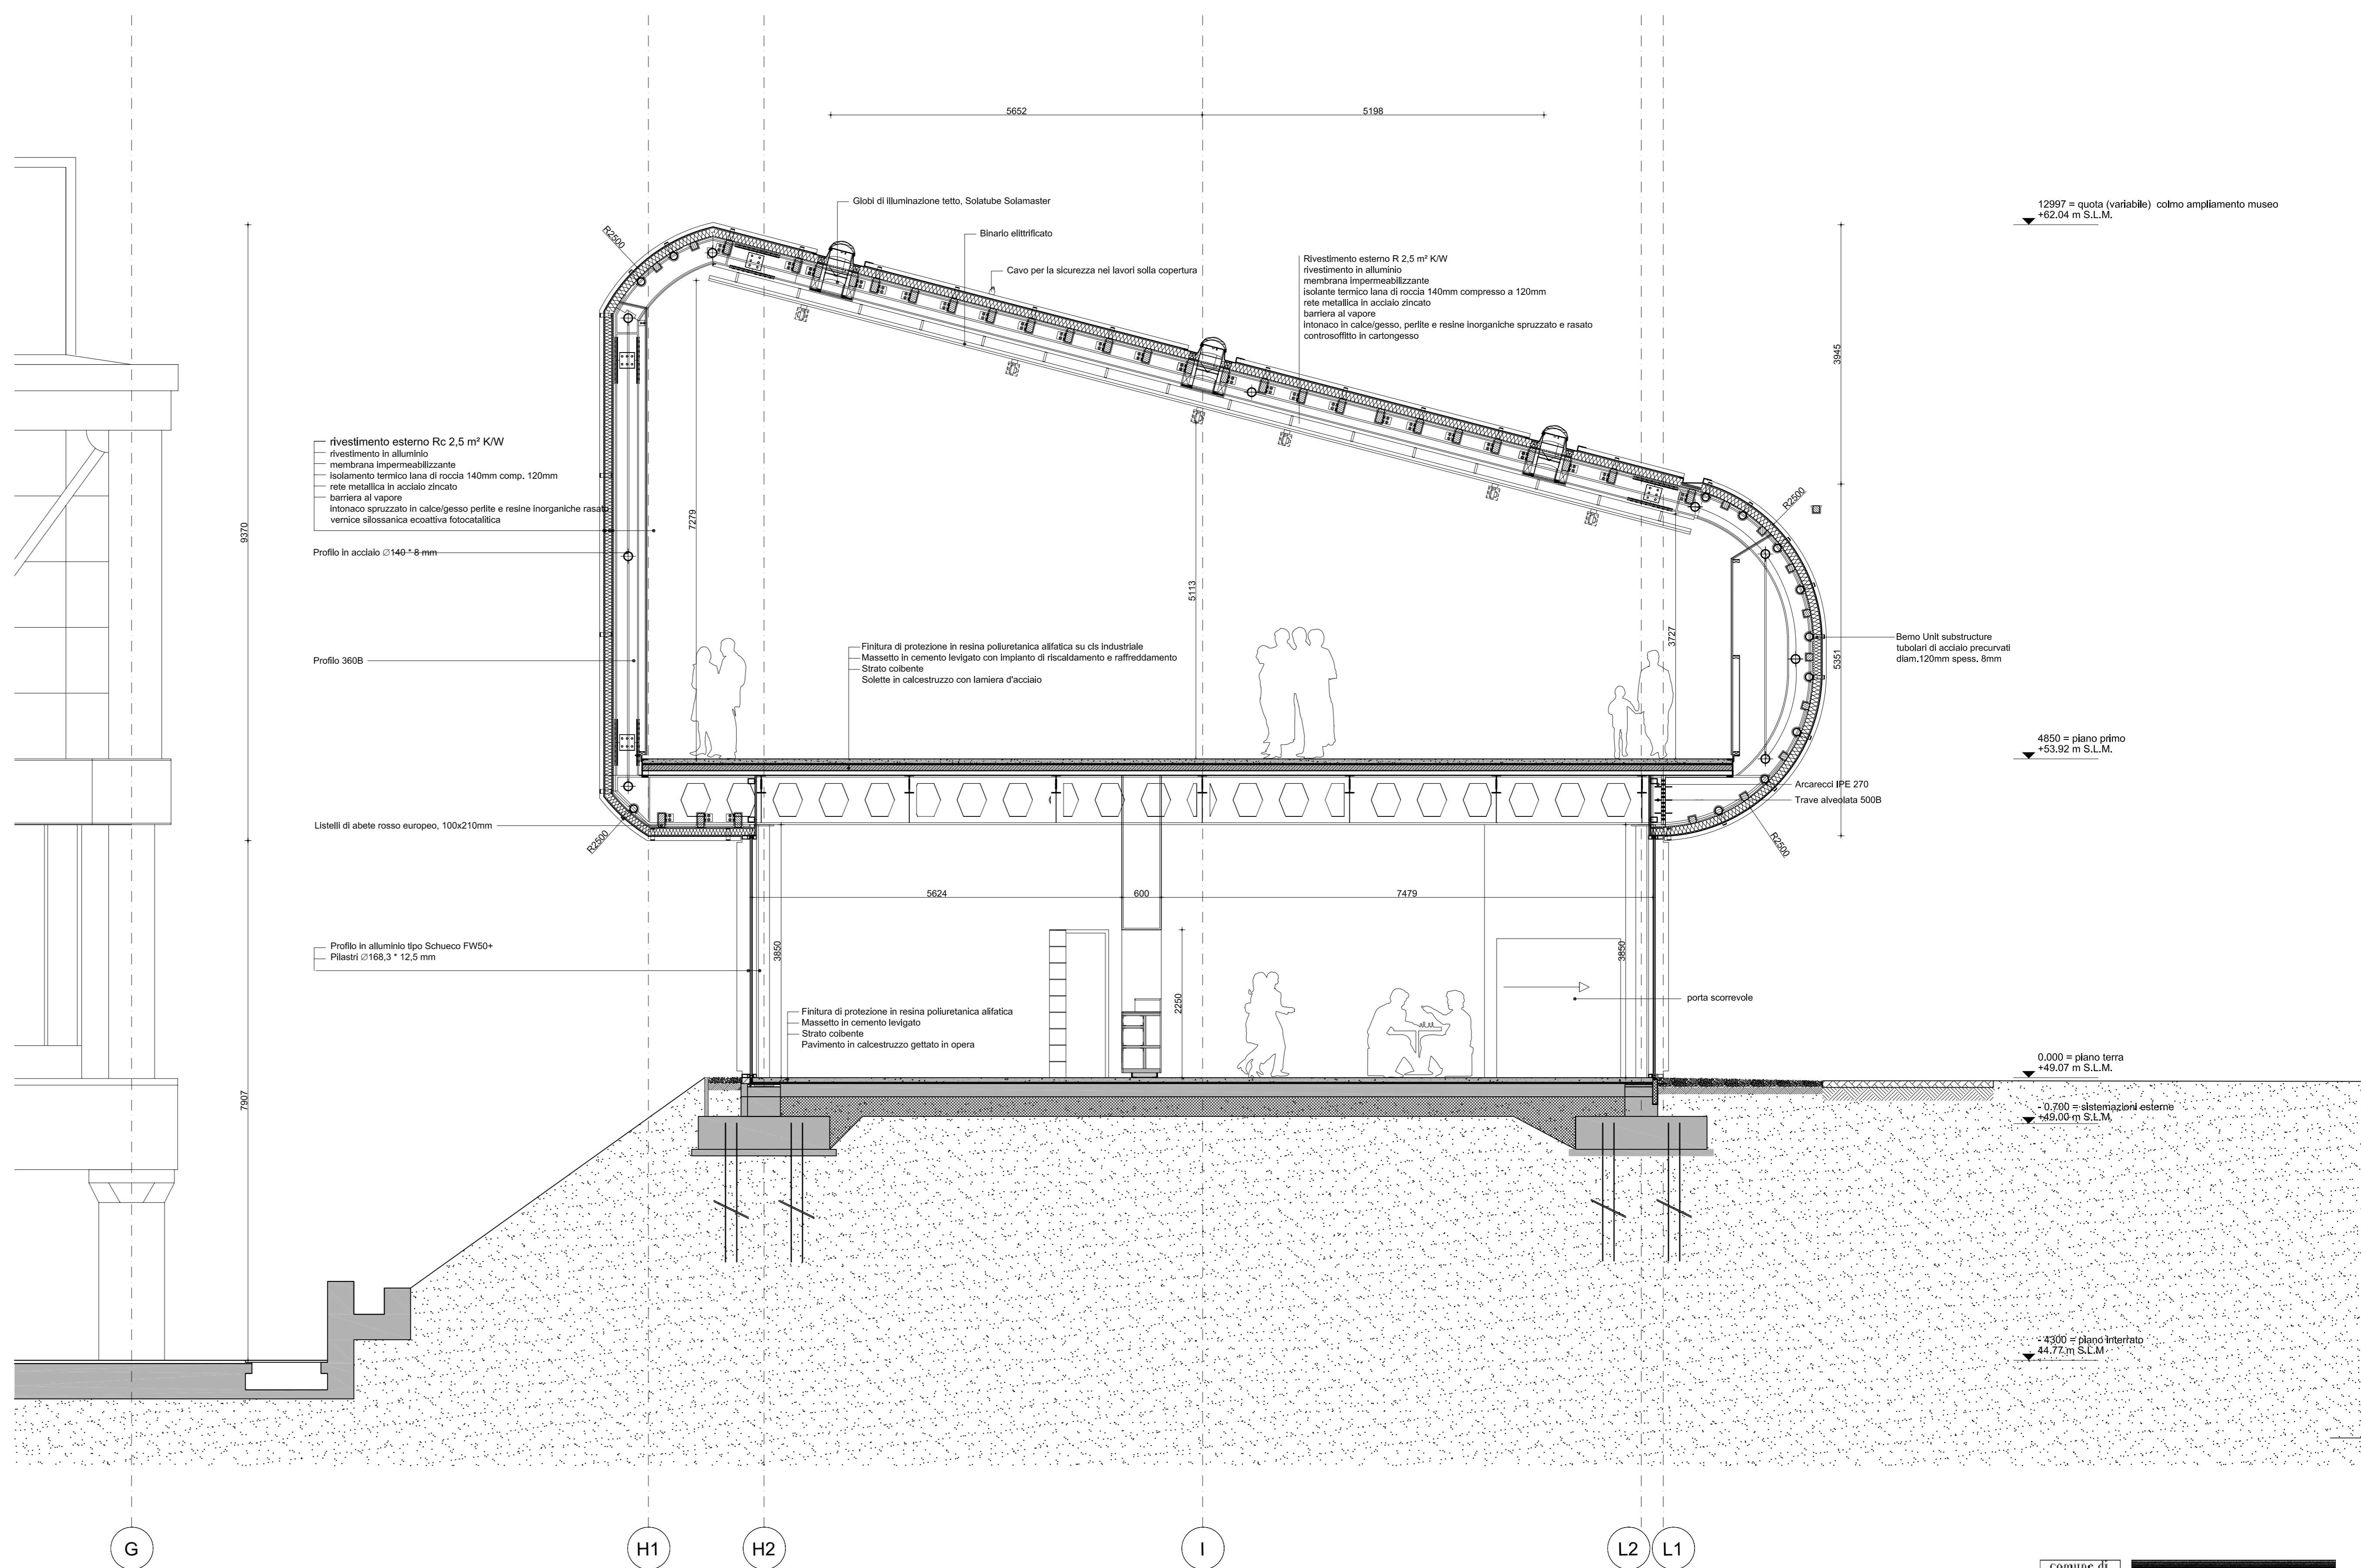 5652
5198
Globi di illuminazione tetto, Solatube Solamaster
12997 = quota (variabile) colmo ampliamento museo
+62.04 m S.L.M.
R2500
Binario elittrificato
Cavo per la sicurezza nei lavori solla copertura
Rivestimento esterno R 2,5 m² K/W
rivestimento in alluminio
membrana impermeabilizzante
isolante termico lana di roccia 140mm compresso a 120mm
rete metallica in acciaio zincato
barriera al vapore
intonaco in calce/gesso, perlite e resine inorganiche spruzzato e rasato
controsoffitto in cartongesso
3945
rivestimento esterno Rc 2,5 m² K/W
rivestimento in alluminio
membrana impermeabilizzante
isolamento termico lana di roccia 140mm comp. 120mm
rete metallica in acciaio zincato
barriera al vapore
intonaco spruzzato in calce/gesso perlite e resine inorganiche rasato
vernice silossanica ecoattiva fotocatalitica
R2500
9370
7279
Profilo in acciaio ∅140 * 8 mm
5113
3727
Finitura di protezione in resina poliuretanica alifatica su cls industriale
Massetto in cemento levigato con impianto di riscaldamento e raffreddamento
Strato coibente
Solette in calcestruzzo con lamiera d'acciaio
Profilo 360B
5351
Bemo Unit substructure
tubolari di acciaio precurvati
diam.120mm spess. 8mm
4850 = piano primo
+53.92 m S.L.M.
Arcarecci IPE 270
Trave alveolata 500B
Listelli di abete rosso europeo, 100x210mm
R2500
R2500
5624
600
7479
Profilo in alluminio tipo Schueco FW50+
Pilastri ∅168,3 * 12,5 mm
3850
3850
2250
porta scorrevole
Finitura di protezione in resina poliuretanica alifatica
Massetto in cemento levigato
Strato coibente
Pavimento in calcestruzzo gettato in opera
0.000 = piano terra
+49.07 m S.L.M.
7907
- 0.700 = sistemazioni esterne
+49.00 m S.L.M.
- 4300 = piano interrato
44.77 m S.L.M
G
H1
H2
I
L2
L1
comune di